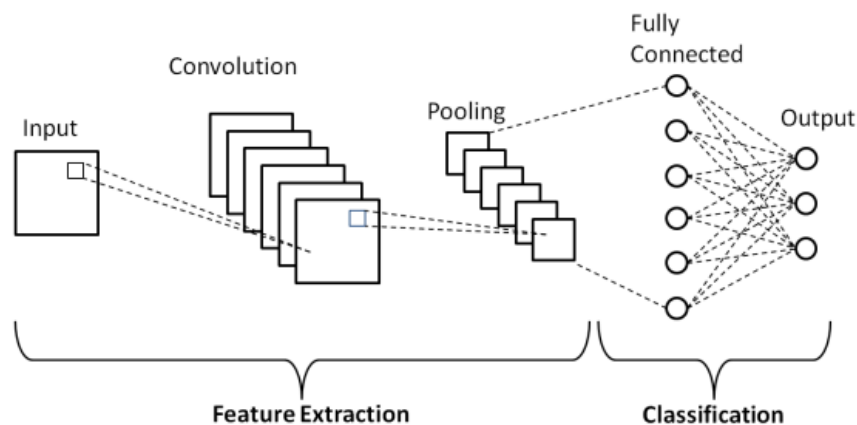 Fully
Connected
Convolution
Pooling
Input
Output
Feature Extraction
Classification